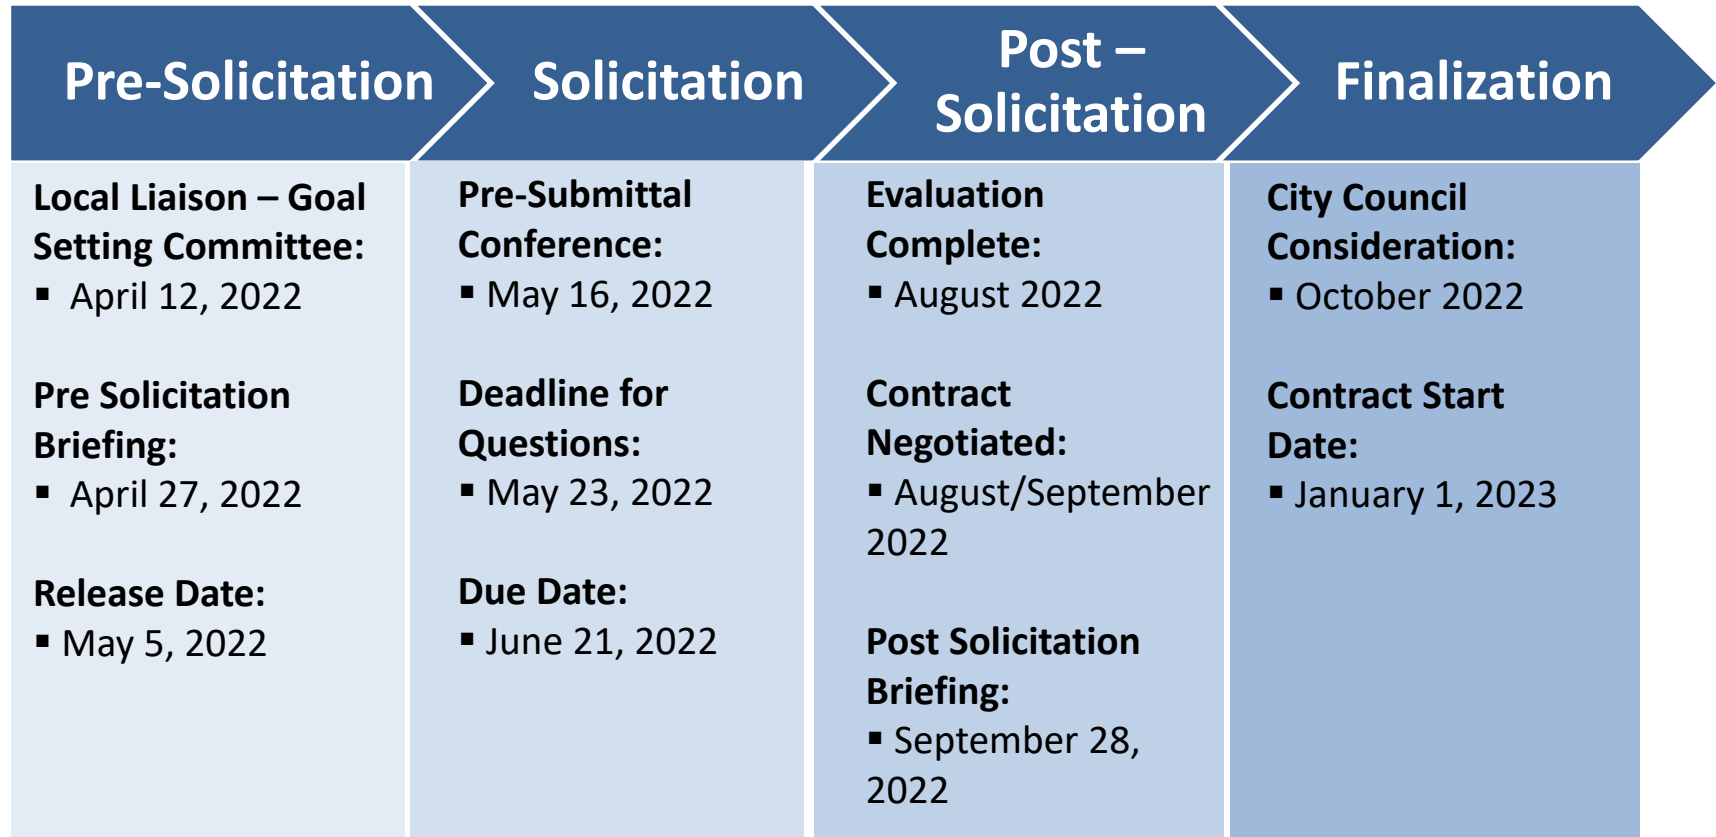 Pre-Solicitation
Solicitation
Post –
Solicitation
Finalization
Local Liaison – Goal
Setting Committee:
▪ April 12, 2022
Pre Solicitation
Briefing:
▪ April 27, 2022
Release Date:
▪ May 5, 2022
Pre-Submittal
Conference:
▪ May 16, 2022
Deadline for
Questions:
▪ May 23, 2022
Due Date:
▪ June 21, 2022
Evaluation
Complete:
▪ August 2022
Contract
Negotiated:
▪ August/September
2022
Post Solicitation
Briefing:
▪ September 28,
2022
City Council
Consideration:
▪ October 2022
Contract Start
Date:
▪ January 1, 2023